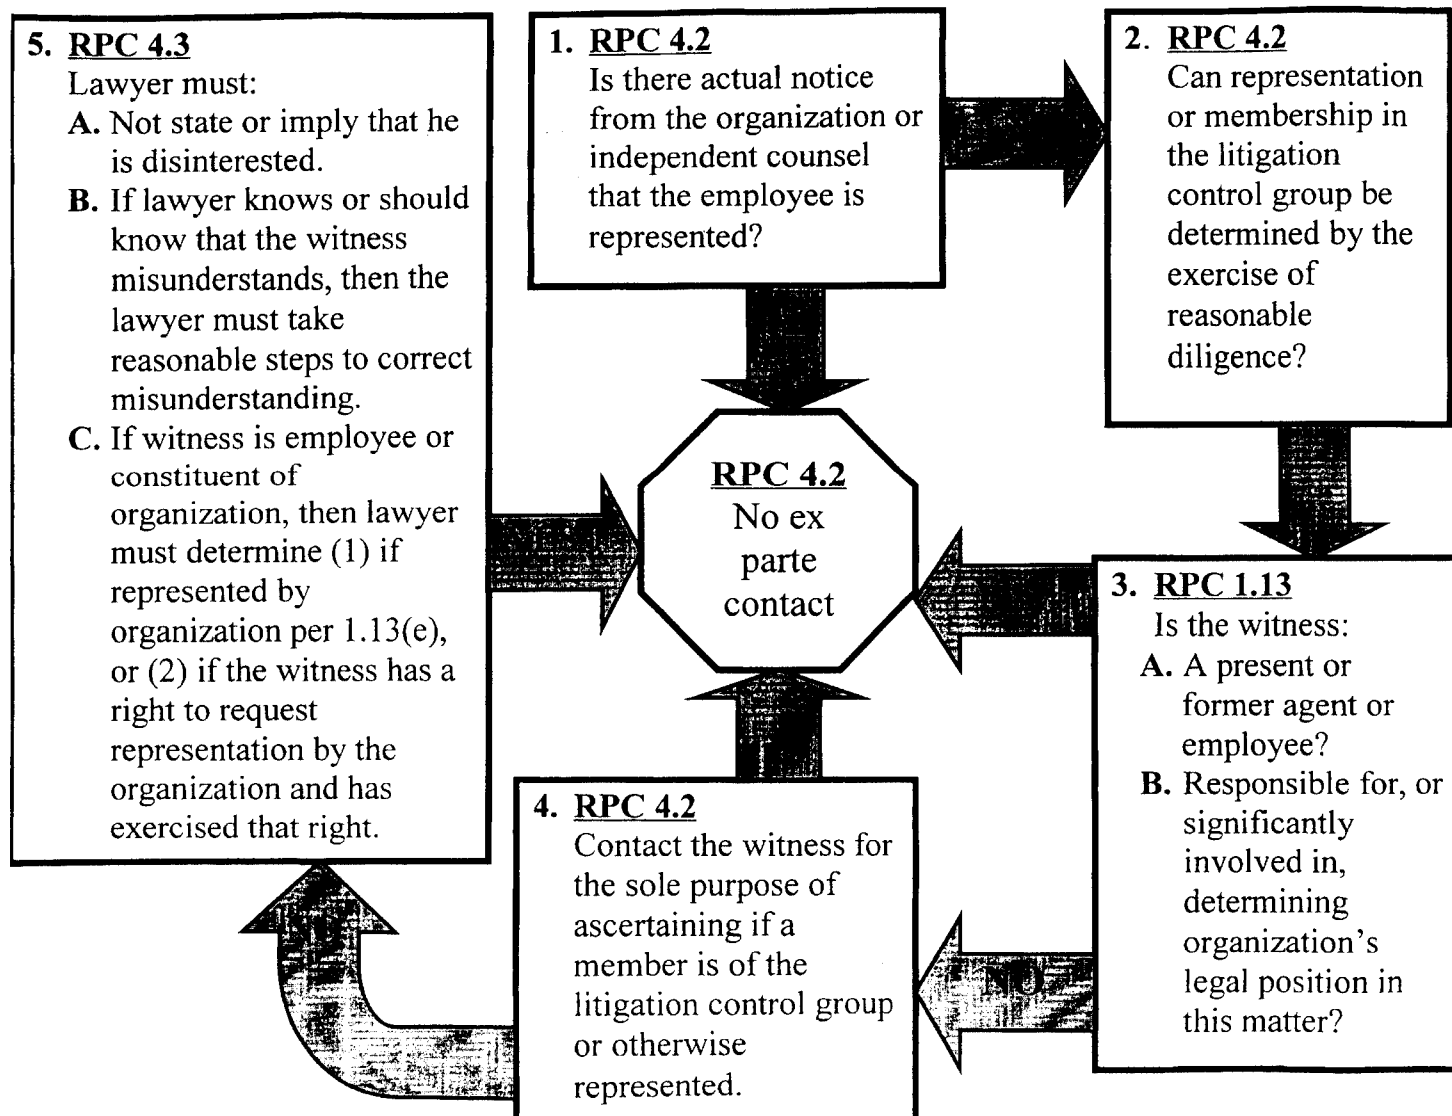 1. RPC 4.2
Is there actual notice
from the organization or
independent counsel
that the employee is
represented?
2. RPC 4.2
Can representation
or membership in
the litigation
control group be
determined by the
exercise of
reasonable
diligence?
3. RPC 1.13
Is the witness:
A. A present or
former agent or
employee?
B. Responsible for, or
significantly
involved in,
determining
organization's
legal position in
this matter?
NO
4. RPC 4.2
Contact the witness for
the sole purpose of
ascertaining if a
member is of the
litigation control group
or otherwise
represented.
5. RPC 4.3
Lawyer must:
A. Not state or imply that he
is disinterested.
B. If lawyer knows or should
know that the witness
misunderstands, then the
lawyer must take
reasonable steps to correct
misunderstanding.
C. If witness is employee or
constituent of
organization, then lawyer
must determine (1) if
represented by
organization per 1.13(e),
or (2) if the witness has a
right to request
representation by the
organization and has
exercised that right.
RPC 4.2
No ex
parte
contact